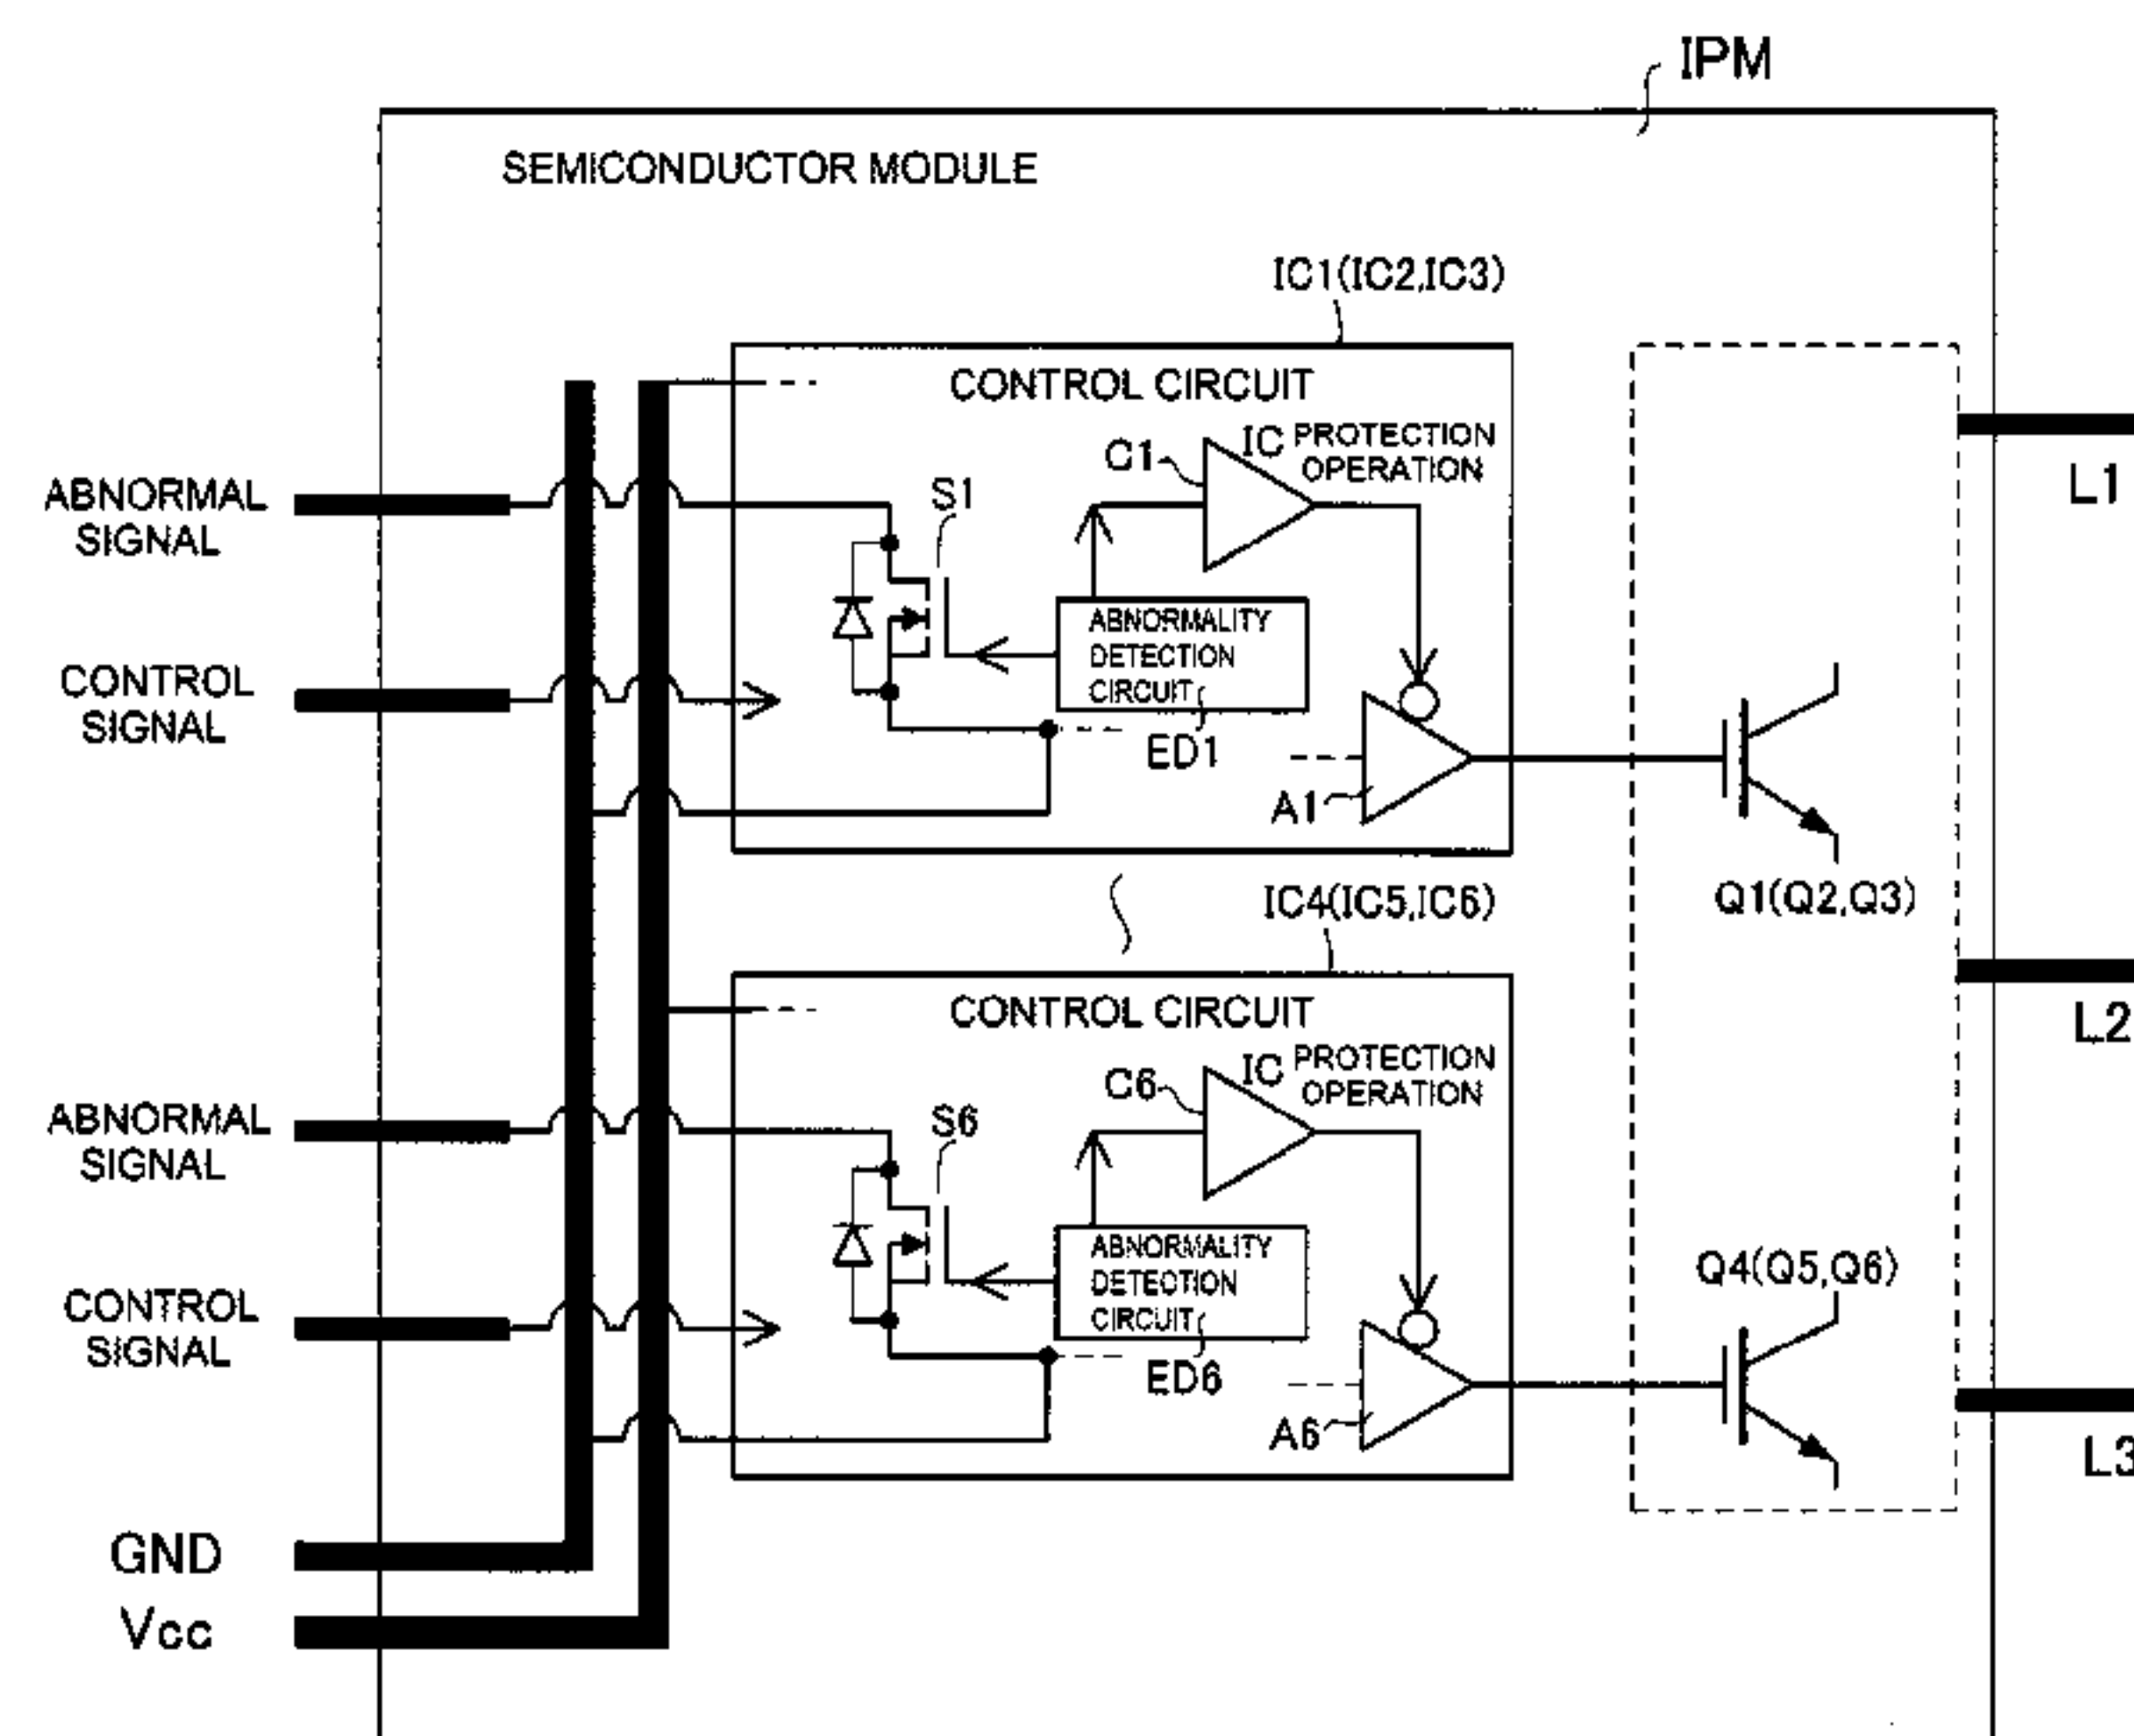 IPM
SEMICONDUCTOR MODULE
IC1(IC2,IC3)
CONTROL CIRCUIT
IC PROTECTION
OPERATION
C1
S1
ABNORMAL
SIGNAL
L1
ABNORMALITY
DETECTION
CIRCUIT
CONTROL
SIGNAL
ED1
A1
Q1(Q2,Q3)
IC4(IC5,IC6)
CONTROL CIRCUIT
L2
IC PROTECTION
OPERATION
C6
S6
ABNORMAL
SIGNAL
ABNORMALITY
DETECTION
CIRCUIT
Q4(Q5,Q6)
CONTROL
SIGNAL
ED6
A6
L3
GND
Vcc